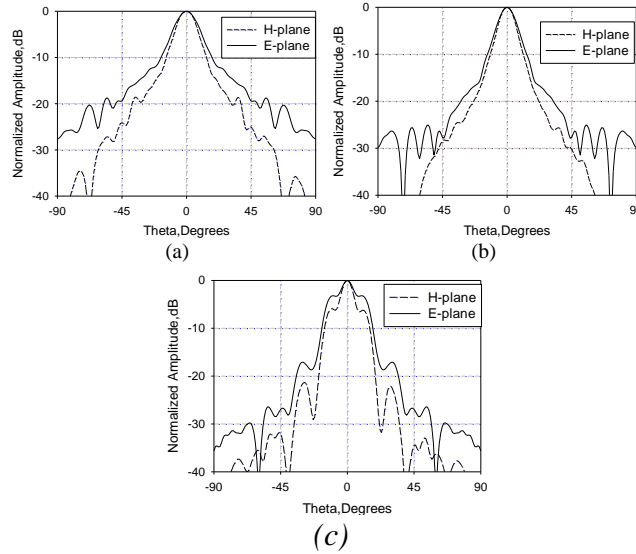 0
-10
-20
-30
-40
Normalized Amplitude,dB
H-plane
E-plane
-90 -45 0 45 90
Theta,Degrees
(a)
0
-10
-20
-30
-40
Normalized Amplitude,dB
H-plane
E-plane
-90 -45 0 45 90
Theta,Degrees
(b)
0
-10
-20
-30
-40
Normalized Amplitude,dB
H-plane
E-plane
-90 -45 0 45 90
Theta,Degrees
(c)